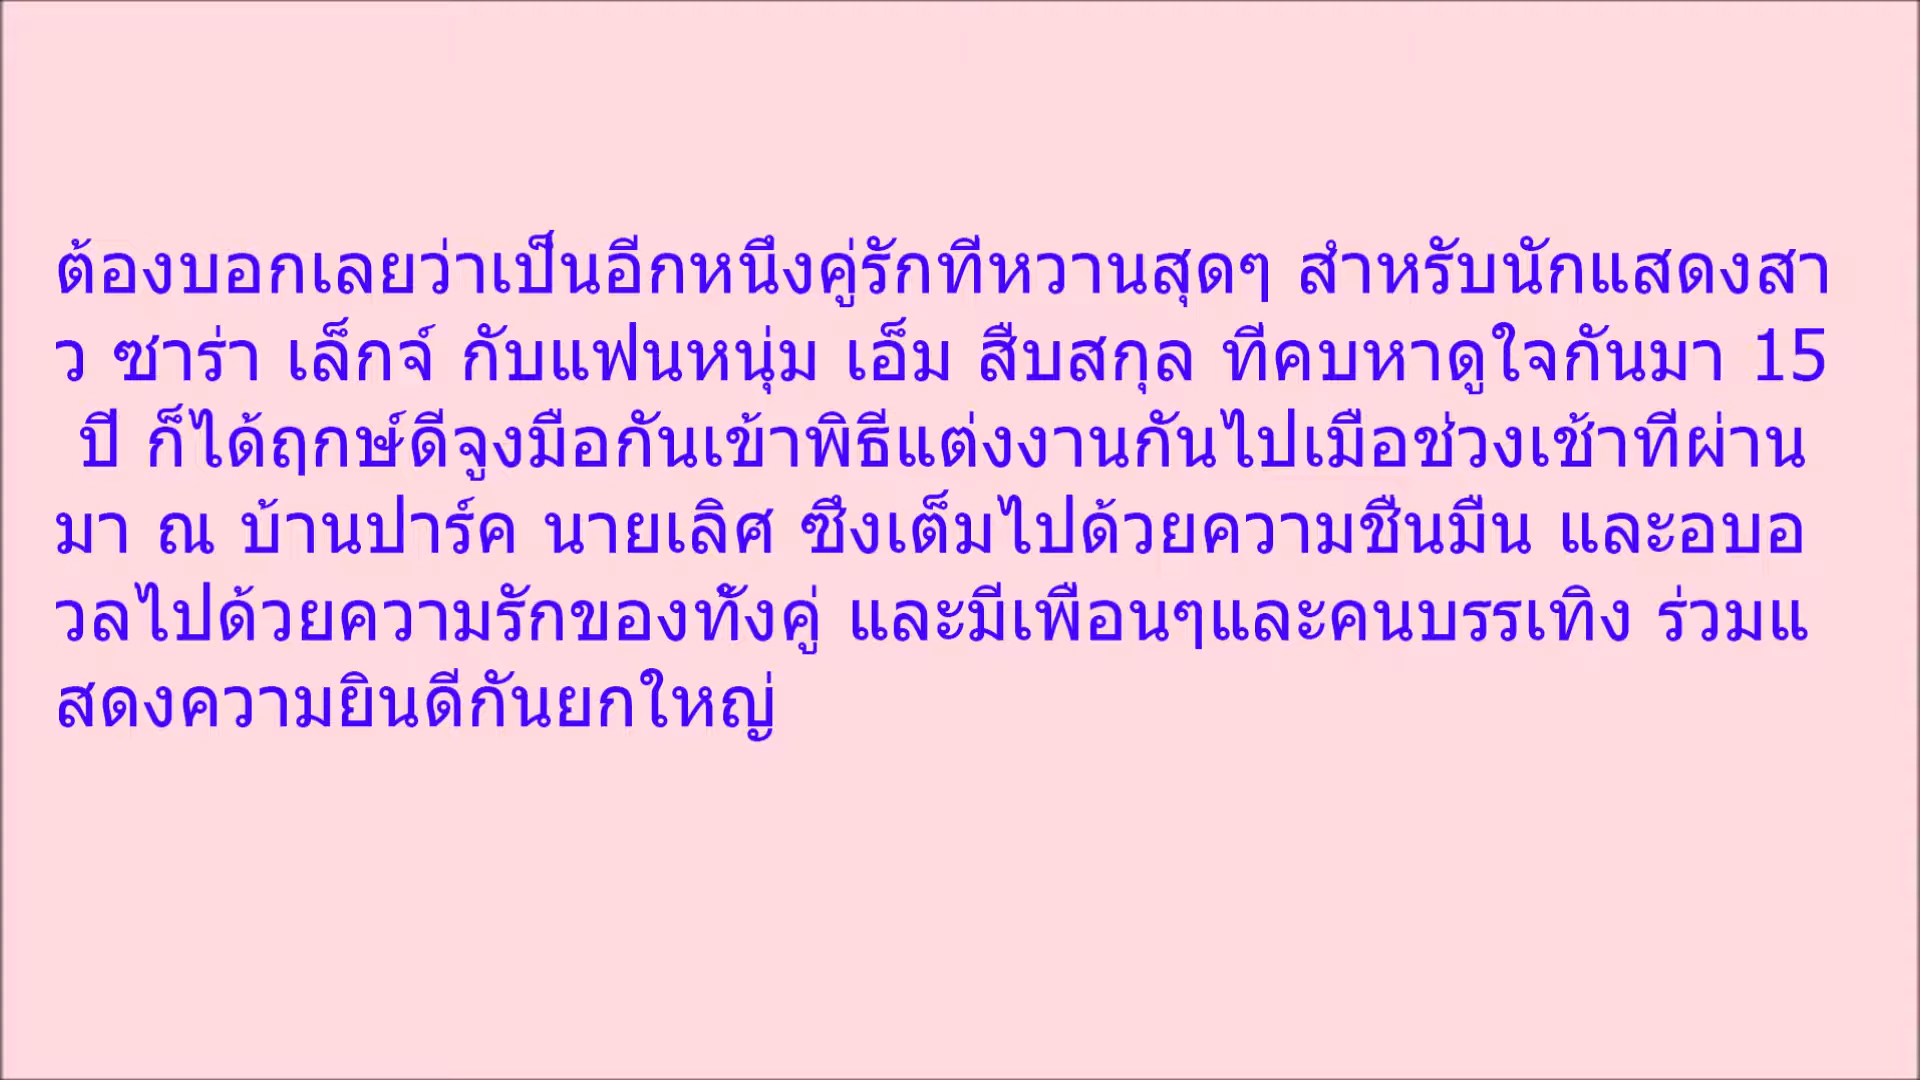 ต้องบอกเลยว่าเป็นอีกหนึ่งคู่รักที่หวานสุดๆ สำหรับนักแสดงสา
ว ซาร่า เล็กจ์ กับแฟนหนุ่ม เอ็ม สืบสกุล ที่คบหาดูใจกันมา 15
ปี ก็ได้ฤกษ์ดีจูงมือกันเข้าพิธีแต่งงานกันไปเมื่อช่วงเช้าที่ผ่าน
มา ณ บ้านปาร์ค นายเลิศ ซึ่งเต็มไปด้วยความชื่นมื่น และอบอ
วลไปด้วยความรักของทั้งคู่ และมีเพื่อนๆและคนบรรเทิง ร่วมแ
สดงความยินดีกันยกใหญ่